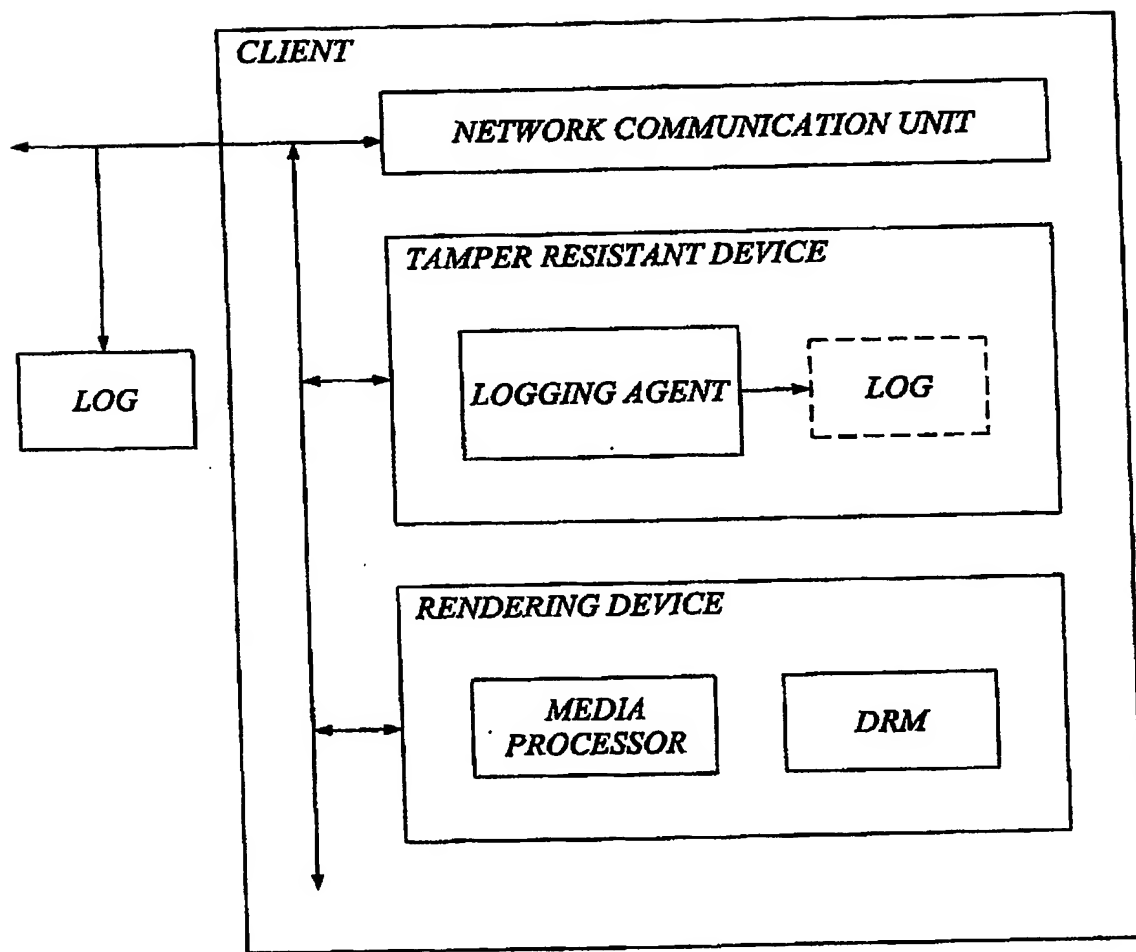 CLIENT
NETWORK COMMUNICATION UNIT
TAMPER RESISTANT DEVICE
LOGGING AGENT
LOG
LOG
RENDERING DEVICE
MEDIA
PROCESSOR
DRM